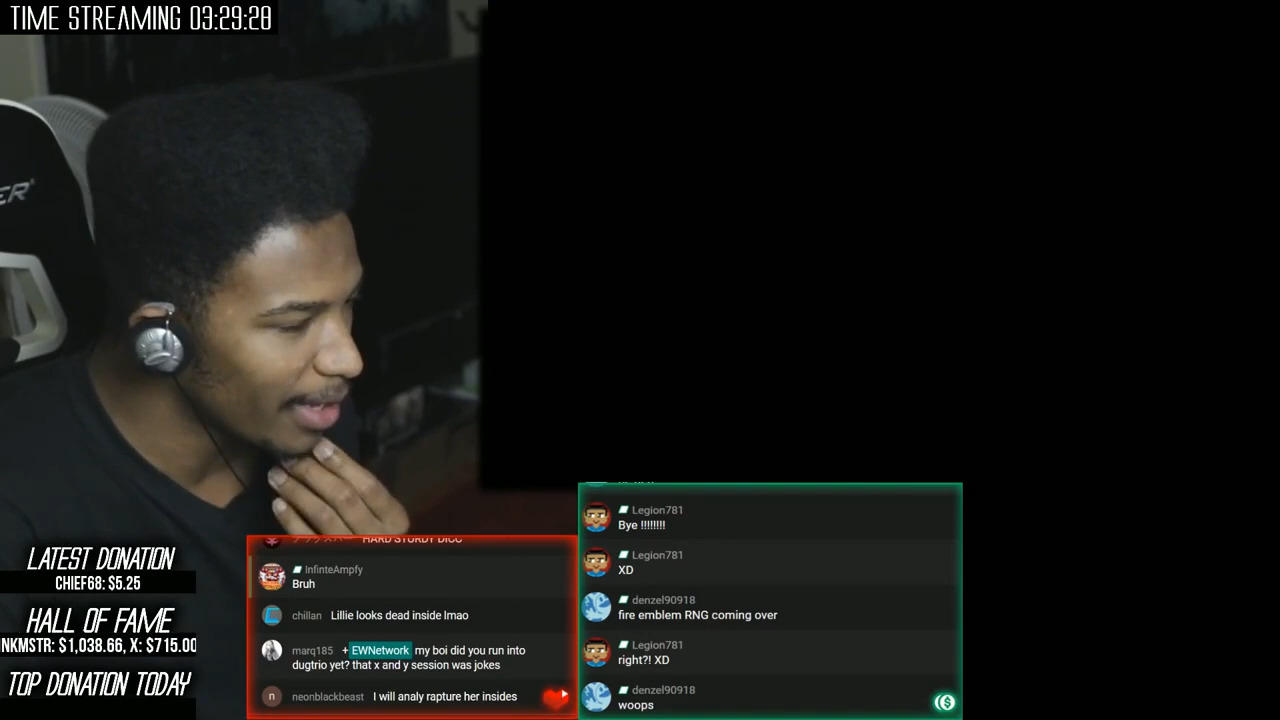 TIME STREAMING 03:29:28
ER
LATEST DONATION
CHIEF68: $5.25
HALL OF FAME
INKMSTR: $1,038.66, X: $715.00
TOP DONATION TODAY
HARD STURDY DICC
InfinteAmpfy
Bruh
chillan Lillie looks dead inside lmao
marq185 + EWNetwork my boi did you run into
dugtrio yet? that x and y session was jokes
n neonblackbeast I will analy rapture her insides
Legion781
Bye !!!!!!!!
Legion781
XD
denzel90918
fire emblem RNG coming over
Legion781
right?! XD
denzel90918
woops